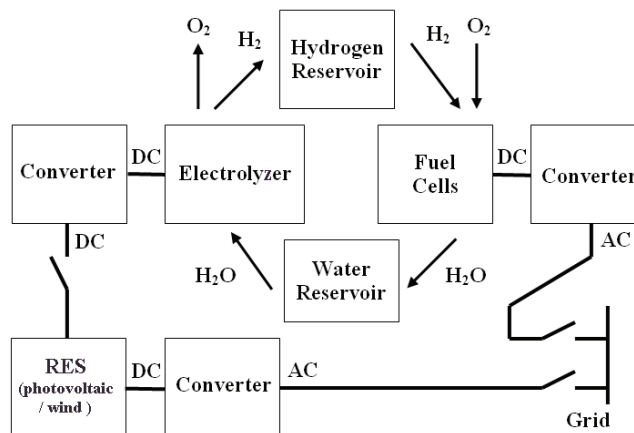 O₂
H₂
Hydrogen
Reservoir
H₂
O₂
Converter
DC
Electrolyzer
Fuel
Cells
DC
Converter
DC
AC
H₂O
Water
Reservoir
H₂O
RES
(photovoltaic
/ wind )
DC
Converter
AC
Grid